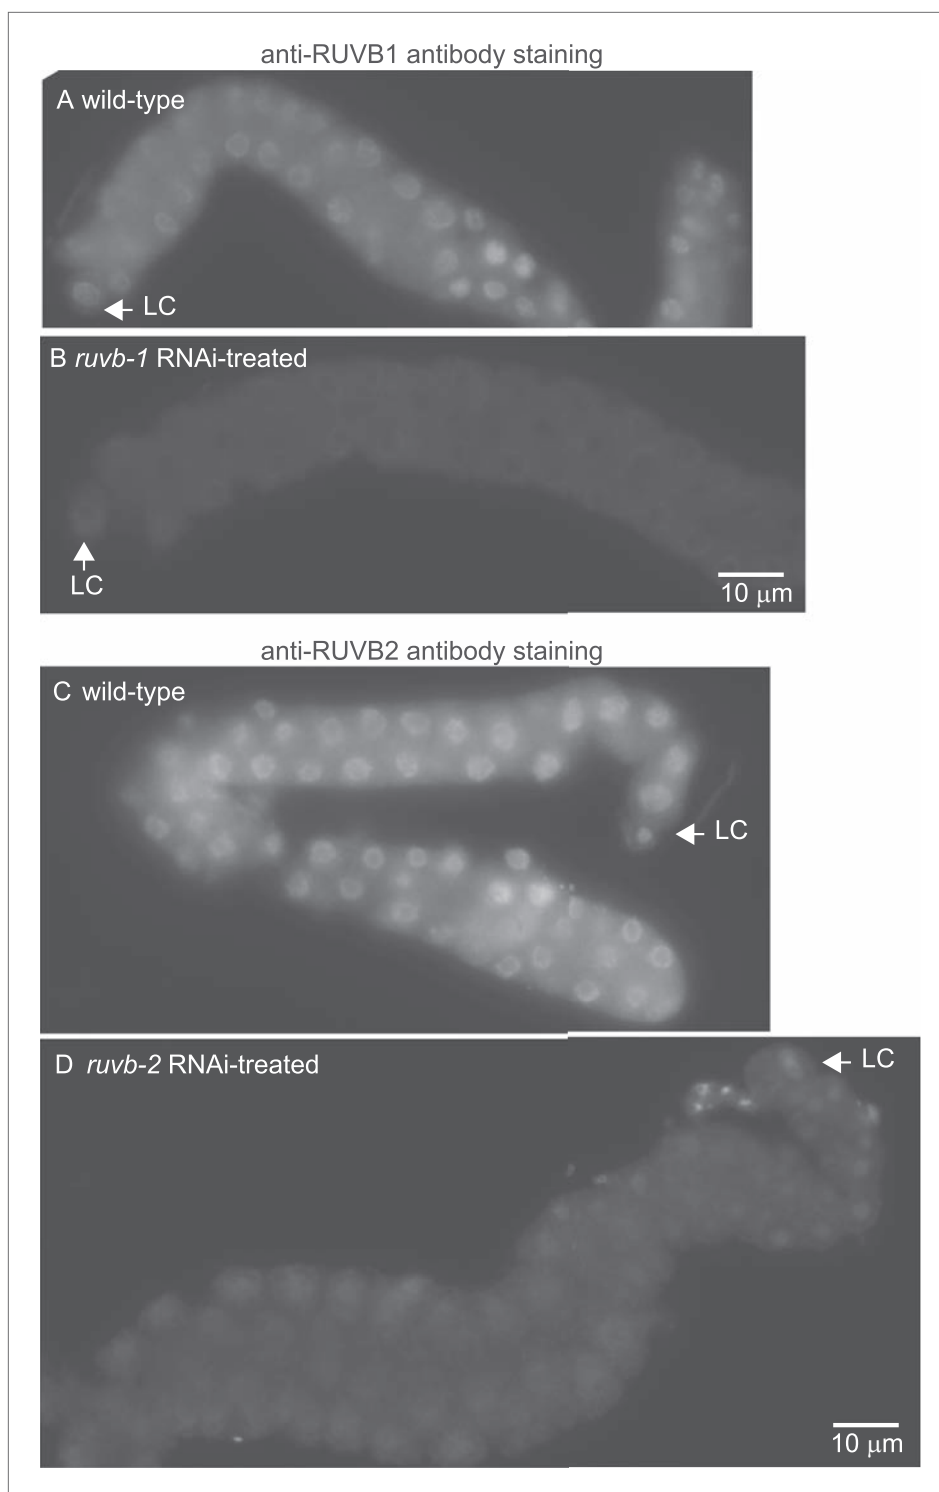 anti-RUVB1 antibody staining
A wild-type
LC
B ruvb-1 RNAi-treated
LC
10 μm
anti-RUVB2 antibody staining
C wild-type
LC
D ruvb-2 RNAi-treated
LC
10 μm